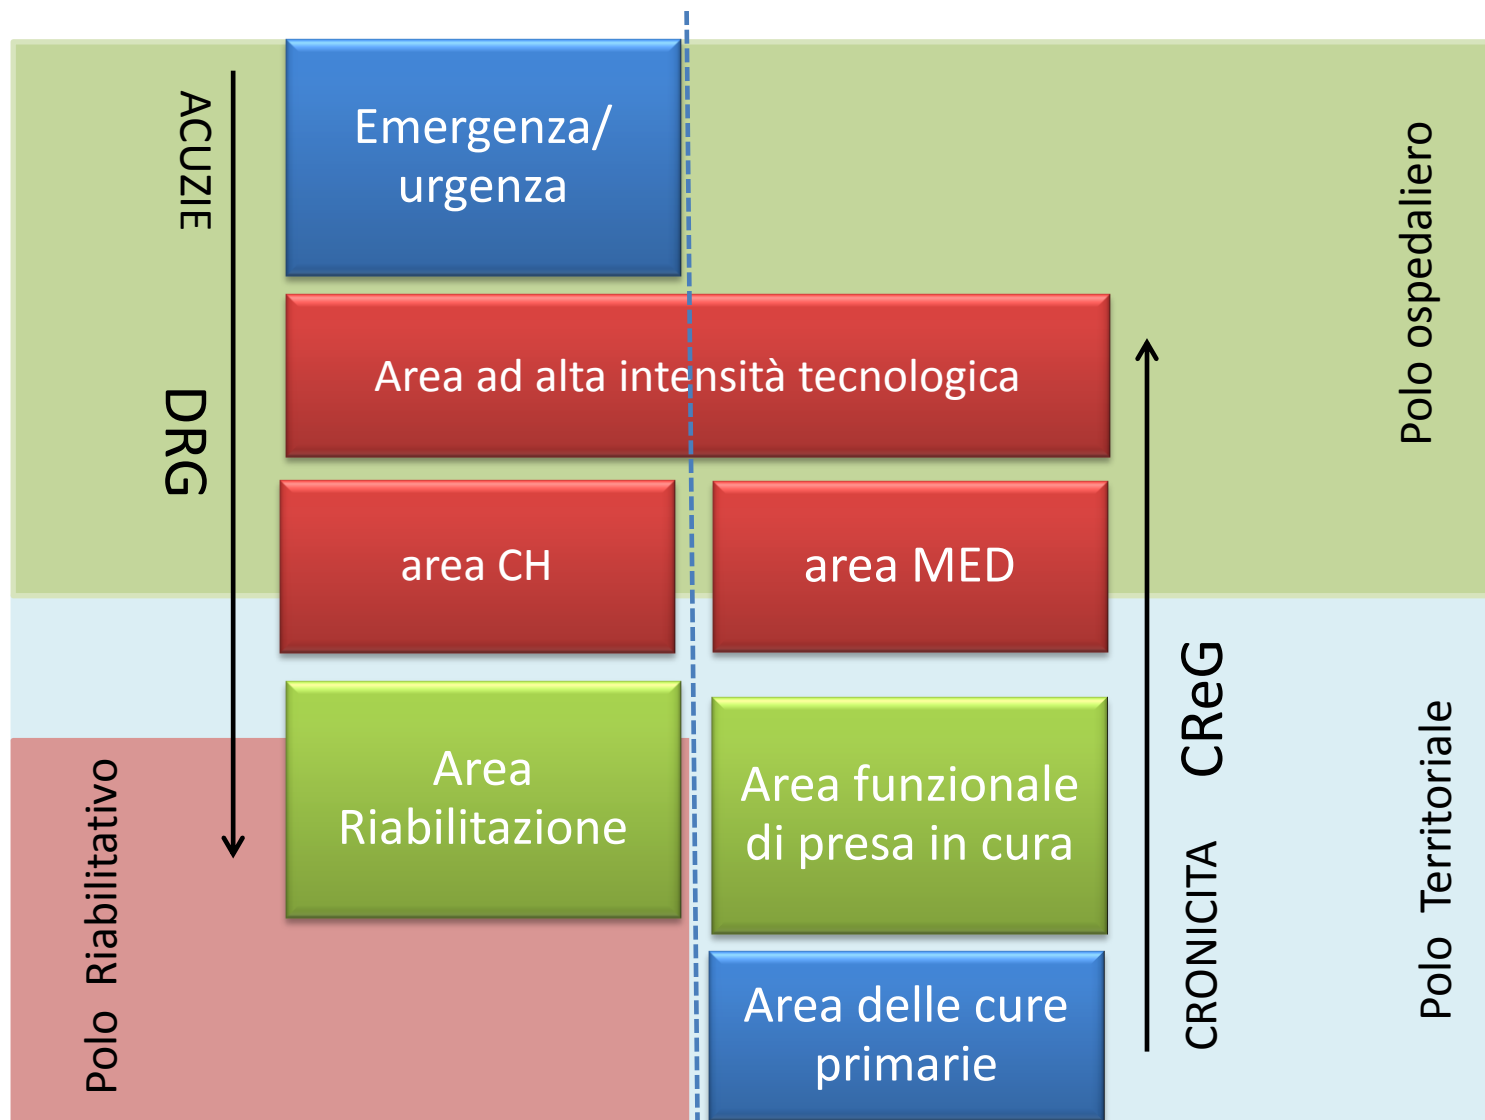 ACUZIE
DRG
Emergenza/
urgenza
Polo ospedaliero
Area ad alta intensità tecnologica
area CH
area MED
CReG
CRONICITA
Area
Riabilitazione
Area funzionale
di presa in cura
Polo Riabilitativo
Polo Territoriale
Area delle cure
primarie